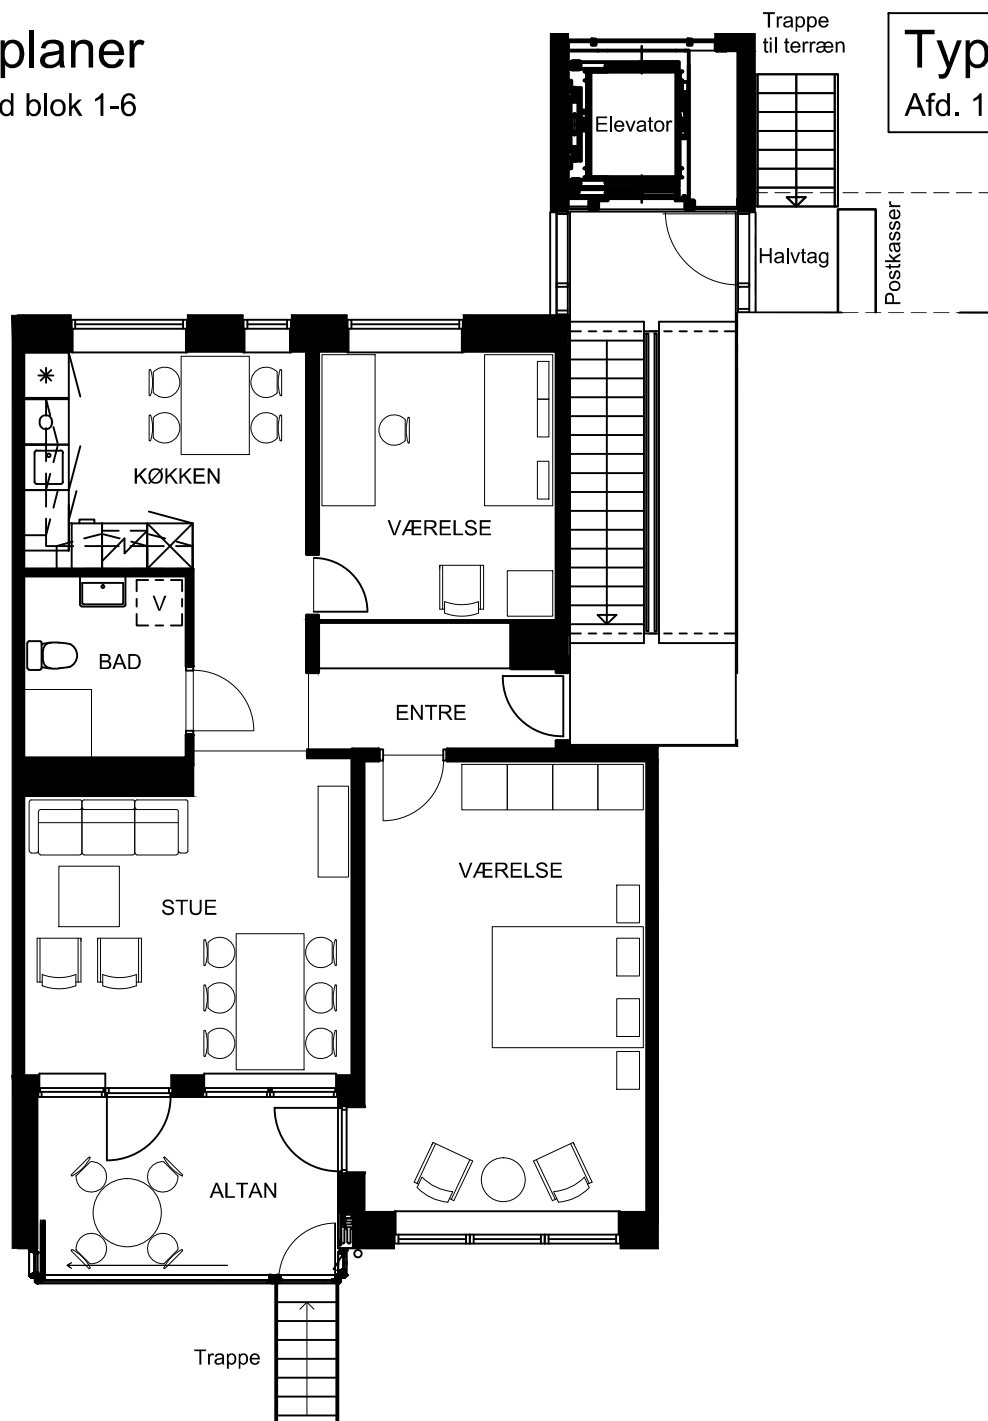 planer
d blok 1-6
Trappe
til terræn
Typ
Afd. 1
Elevator
Halvtag
Postkasser
KØKKEN
VÆRELSE
V
BAD
ENTRE
VÆRELSE
STUE
ALTAN
Trappe